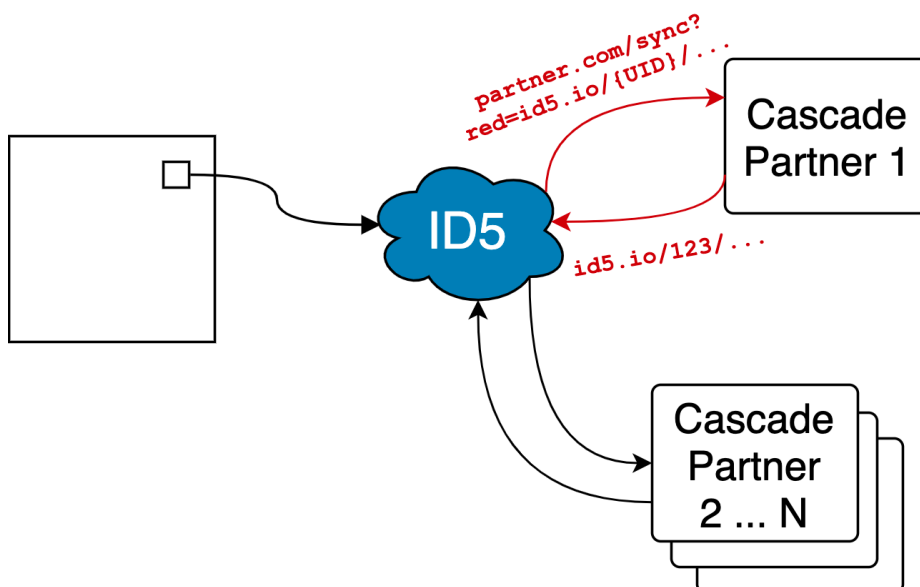 partner.com/sync?
red=id5.io/{UID}/...
Cascade
Partner 1
ID5
id5.io/123/...
Cascade
Partner
2 ... N